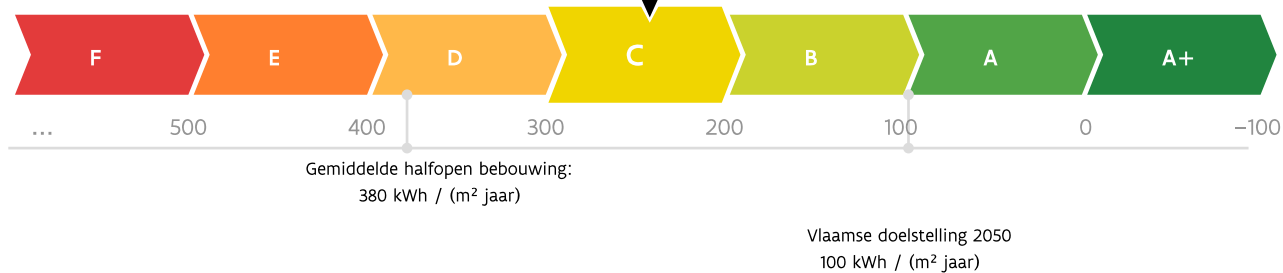 F E D C B A A+
... 500 400 300 200 100 0 −100
Gemiddelde halfopen bebouwing:
380 kWh / (m² jaar)
Vlaamse doelstelling 2050
100 kWh / (m² jaar)